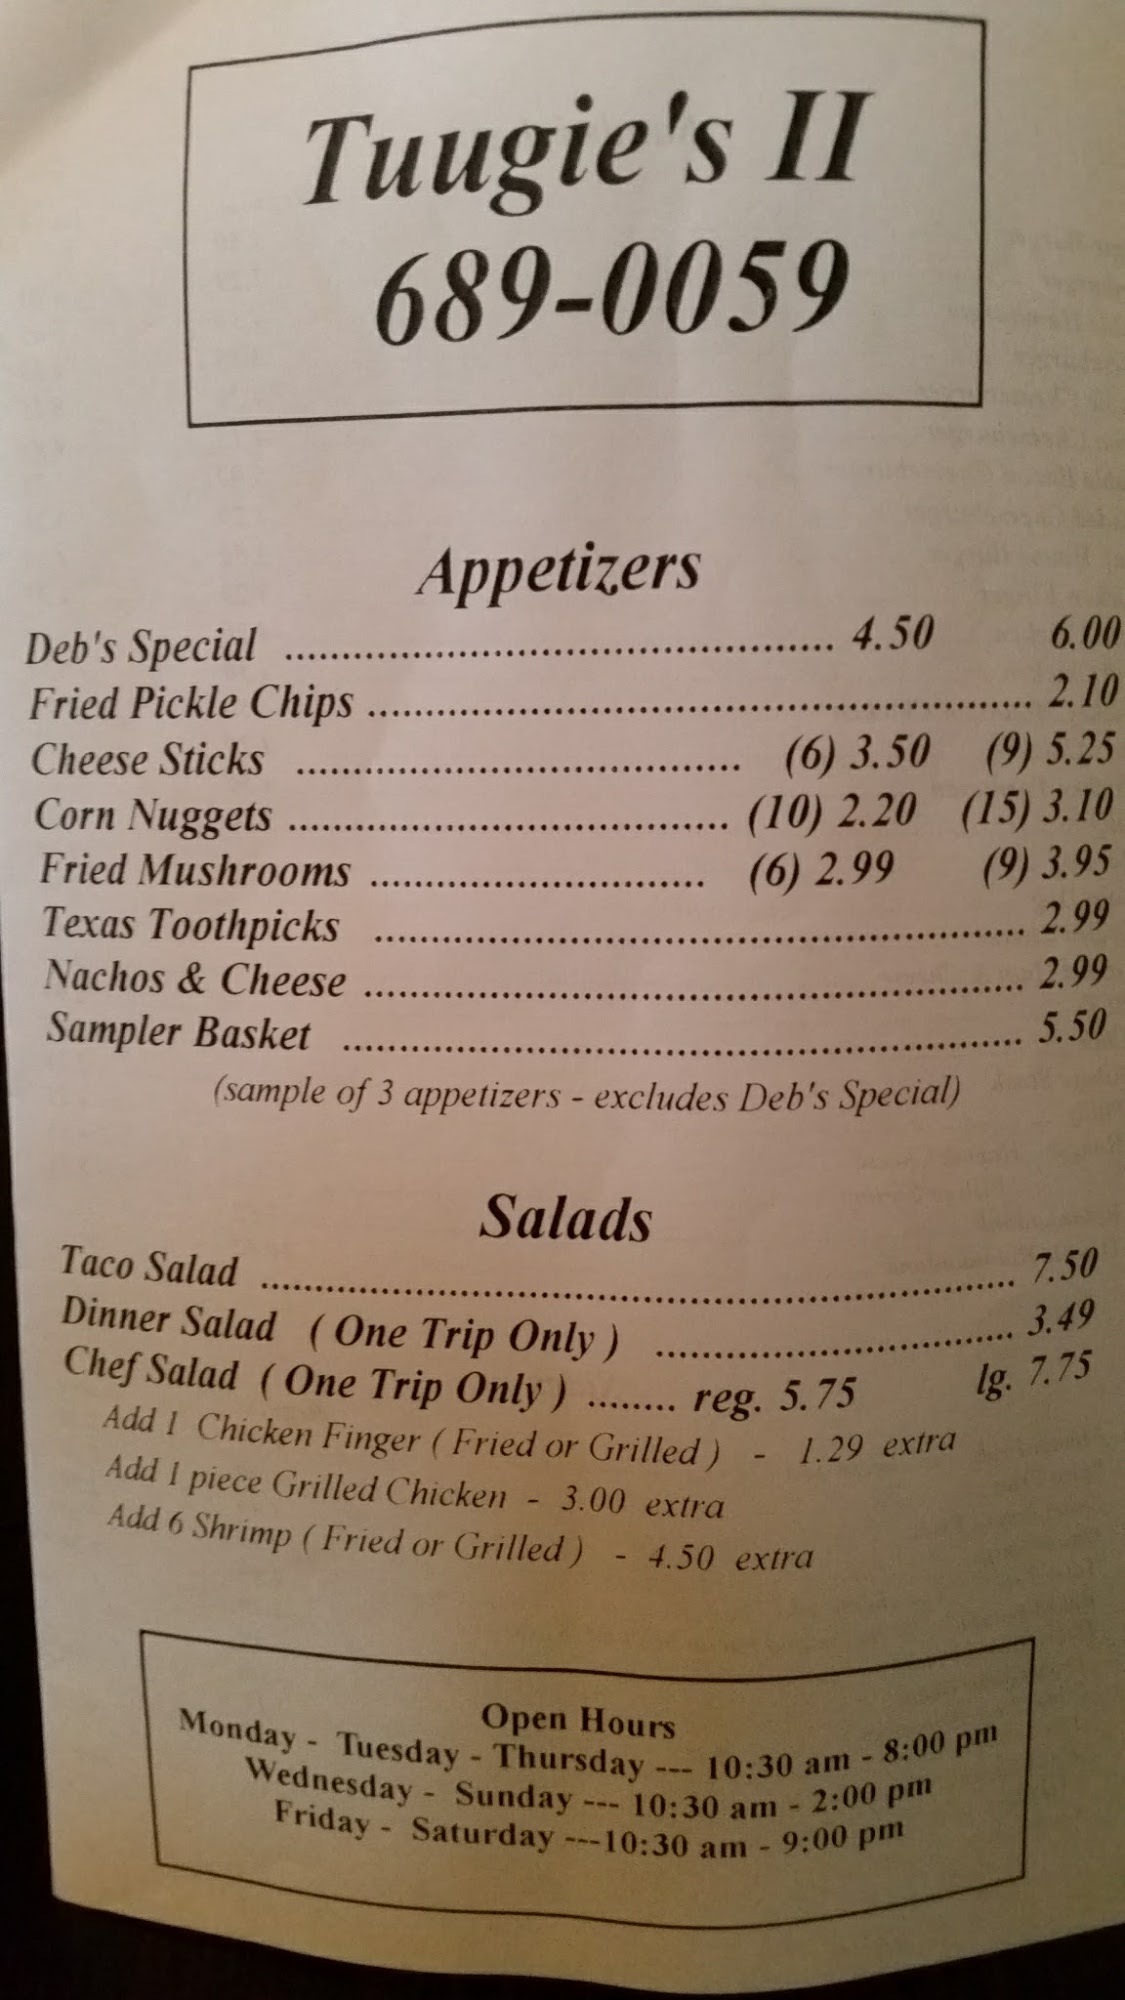 Tuugie's II
689-0059
Appetizers
Deb's Special ................................................ 4.50 6.00
Fried Pickle Chips .......................................................... 2.10
Cheese Sticks ....................................... (6) 3.50 (9) 5.25
Corn Nuggets ...................................... (10) 2.20 (15) 3.10
Fried Mushrooms ............................. (6) 2.99 (9) 3.95
Texas Toothpicks ......................................................... 2.99
Nachos & Cheese .......................................................... 2.99
Sampler Basket ............................................................ 5.50
(sample of 3 appetizers - excludes Deb's Special)
Salads
Taco Salad .................................................................. 7.50
Dinner Salad ( One Trip Only ) ............................... 3.49
Chef Salad ( One Trip Only ) ........ reg. 5.75 lg. 7.75
Add 1 Chicken Finger ( Fried or Grilled ) - 1.29 extra
Add 1 piece Grilled Chicken - 3.00 extra
Add 6 Shrimp ( Fried or Grilled ) - 4.50 extra
Open Hours
Monday - Tuesday - Thursday --- 10:30 am - 8:00 pm
Wednesday - Sunday --- 10:30 am - 2:00 pm
Friday - Saturday ---10:30 am - 9:00 pm